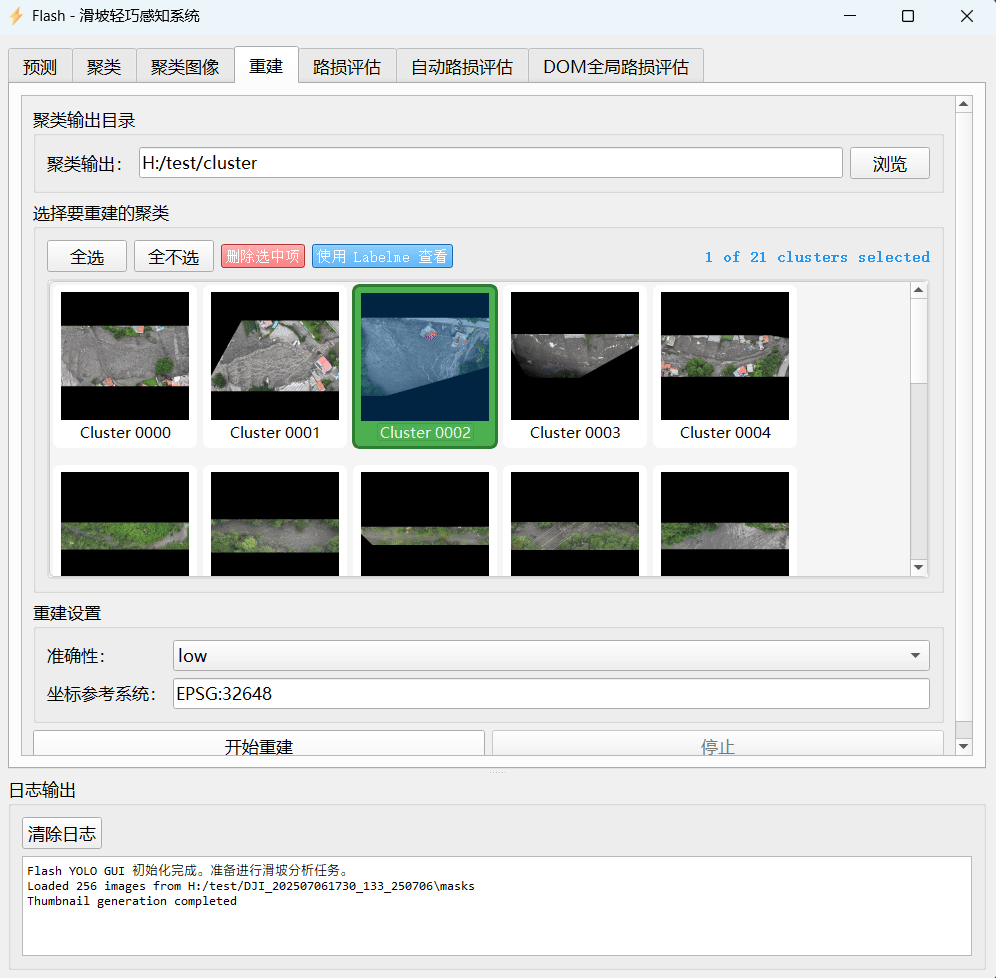 Flash - 滑坡轻巧感知系统
预测 聚类 聚类图像 重建 路损评估 自动路损评估 DOM全局路损评估
聚类输出目录
聚类输出： H:/test/cluster 浏览
选择要重建的聚类
全选 全不选 删除选中项 使用 Labelme 查看 1 of 21 clusters selected
Cluster 0000 Cluster 0001 Cluster 0002 Cluster 0003 Cluster 0004
重建设置
准确性： low
坐标参考系统： EPSG:32648
开始重建 停止
日志输出
清除日志
Flash YOLO GUI 初始化完成。准备进行滑坡分析任务。
Loaded 256 images from H:/test/DJI_202507061730_133_250706\masks
Thumbnail generation completed